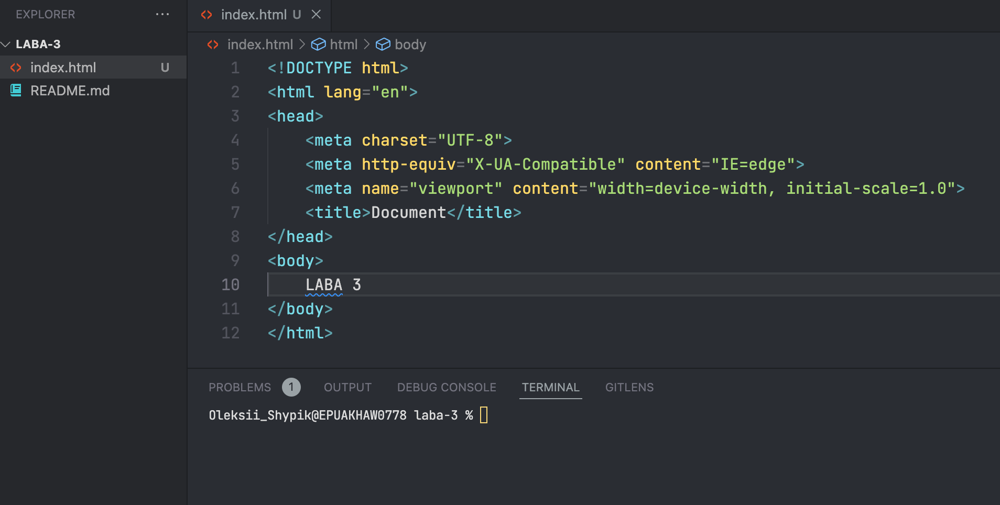 EXPLORER ···
LABA-3
index.html U
README.md
index.html U
index.html > html > body
1 <!DOCTYPE html>
2 <html lang="en">
3 <head>
4     <meta charset="UTF-8">
5     <meta http-equiv="X-UA-Compatible" content="IE=edge">
6     <meta name="viewport" content="width=device-width, initial-scale=1.0">
7     <title>Document</title>
8 </head>
9 <body>
10     LABA 3
11 </body>
12 </html>
PROBLEMS 1 OUTPUT DEBUG CONSOLE TERMINAL GITLENS
Oleksii_Shypik@EPUAKHAW0778 laba-3 %